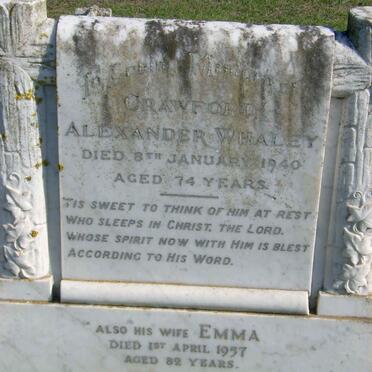 In Loving Memory of
CRAWFORD
ALEXANDER WHALEY
DIED 8TH JANUARY 1940
AGED 74 YEARS
'TIS SWEET TO THINK OF HIM AT REST
WHO SLEEPS IN CHRIST, THE LORD.
WHOSE SPIRIT NOW WITH HIM IS BLEST
ACCORDING TO HIS WORD.
ALSO HIS WIFE EMMA
DIED 1ST APRIL 1957
AGED 82 YEARS.